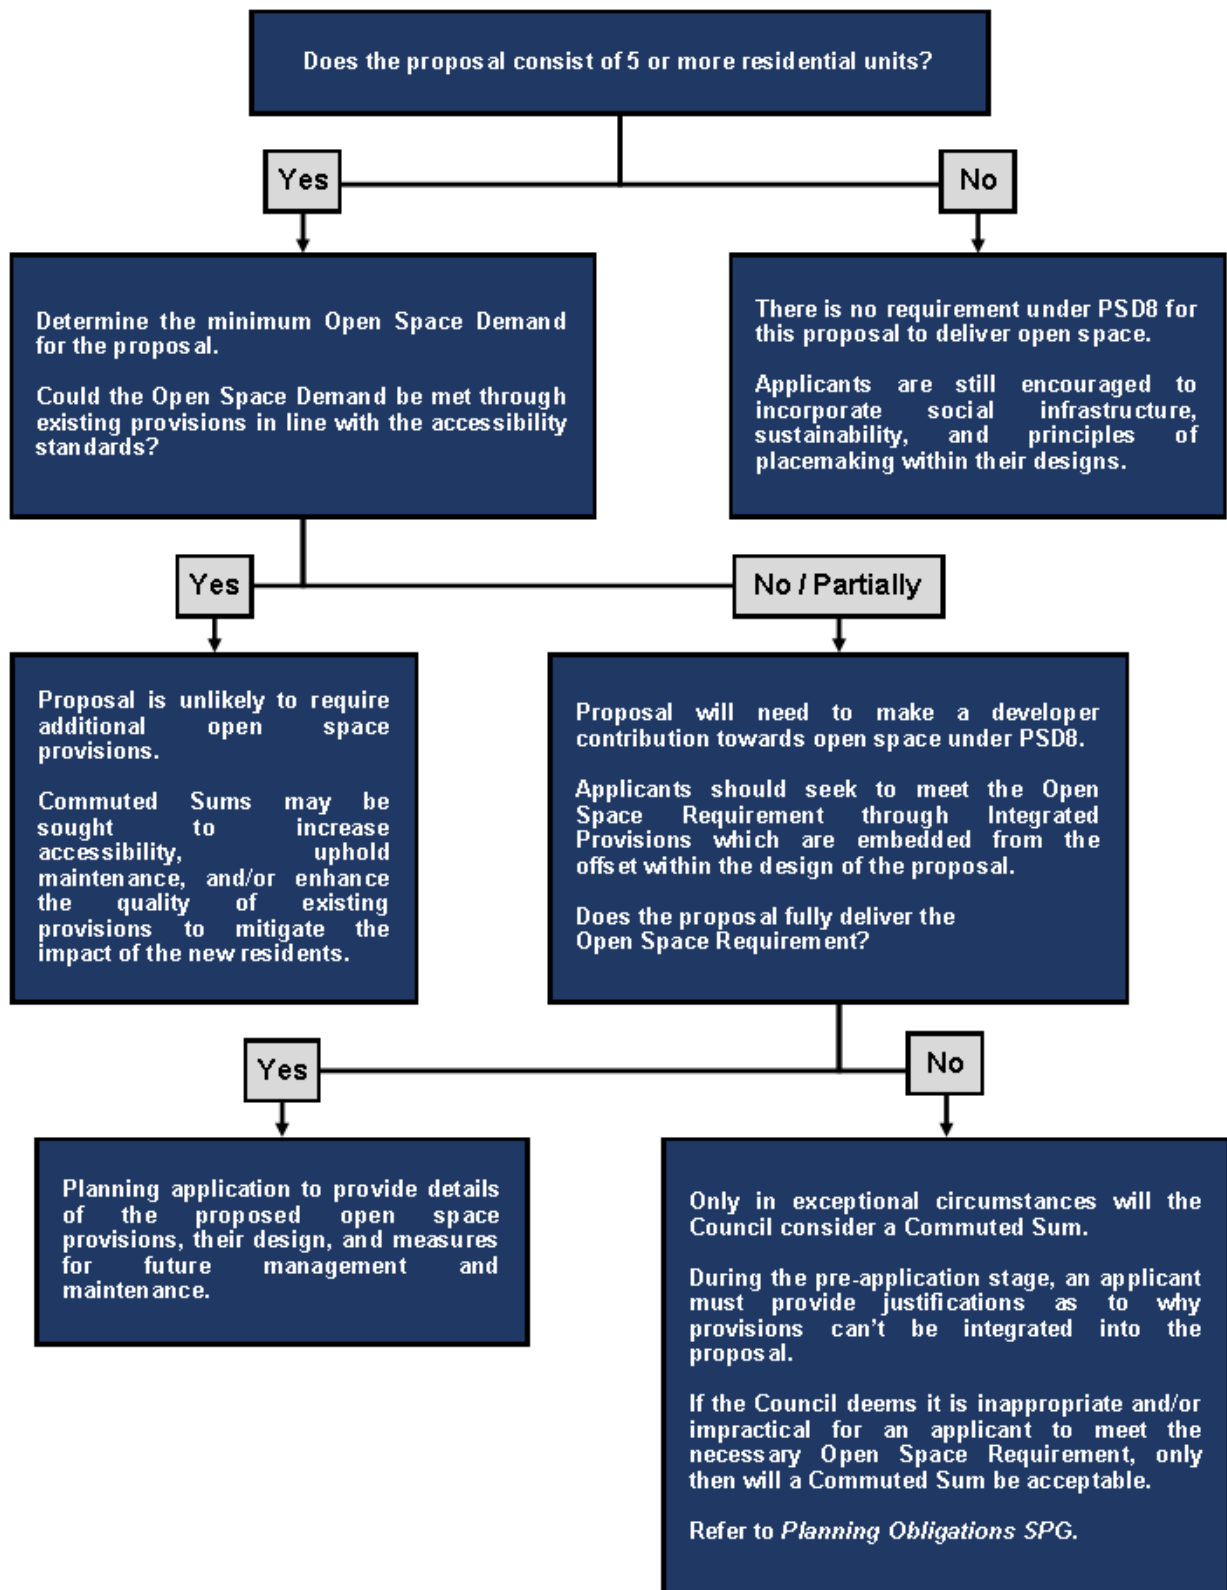 Does the proposal consist of 5 or more residential units?
Yes
No
Determine the minimum Open Space Demand
for the proposal.
Could the Open Space Demand be met through
existing provisions in line with the accessibility
standards?
There is no requirement under PSD8 for
this proposal to deliver open space.
Applicants are still encouraged to
incorporate social infrastructure,
sustainability, and principles of
placemaking within their designs.
Yes
No / Partially
Proposal is unlikely to require
additional open space
provisions.
Commuted Sums may be
sought to increase
accessibility, uphold
maintenance, and/or enhance
the quality of existing
provisions to mitigate the
impact of the new residents.
Proposal will need to make a developer
contribution towards open space under PSD8.
Applicants should seek to meet the Open
Space Requirement through Integrated
Provisions which are embedded from the
offset within the design of the proposal.
Does the proposal fully deliver the
Open Space Requirement?
Yes
No
Planning application to provide details
of the proposed open space
provisions, their design, and measures
for future management and
maintenance.
Only in exceptional circumstances will the
Council consider a Commuted Sum.
During the pre-application stage, an applicant
must provide justifications as to why
provisions can't be integrated into the
proposal.
If the Council deems it is inappropriate and/or
impractical for an applicant to meet the
necessary Open Space Requirement, only
then will a Commuted Sum be acceptable.
Refer to Planning Obligations SPG.